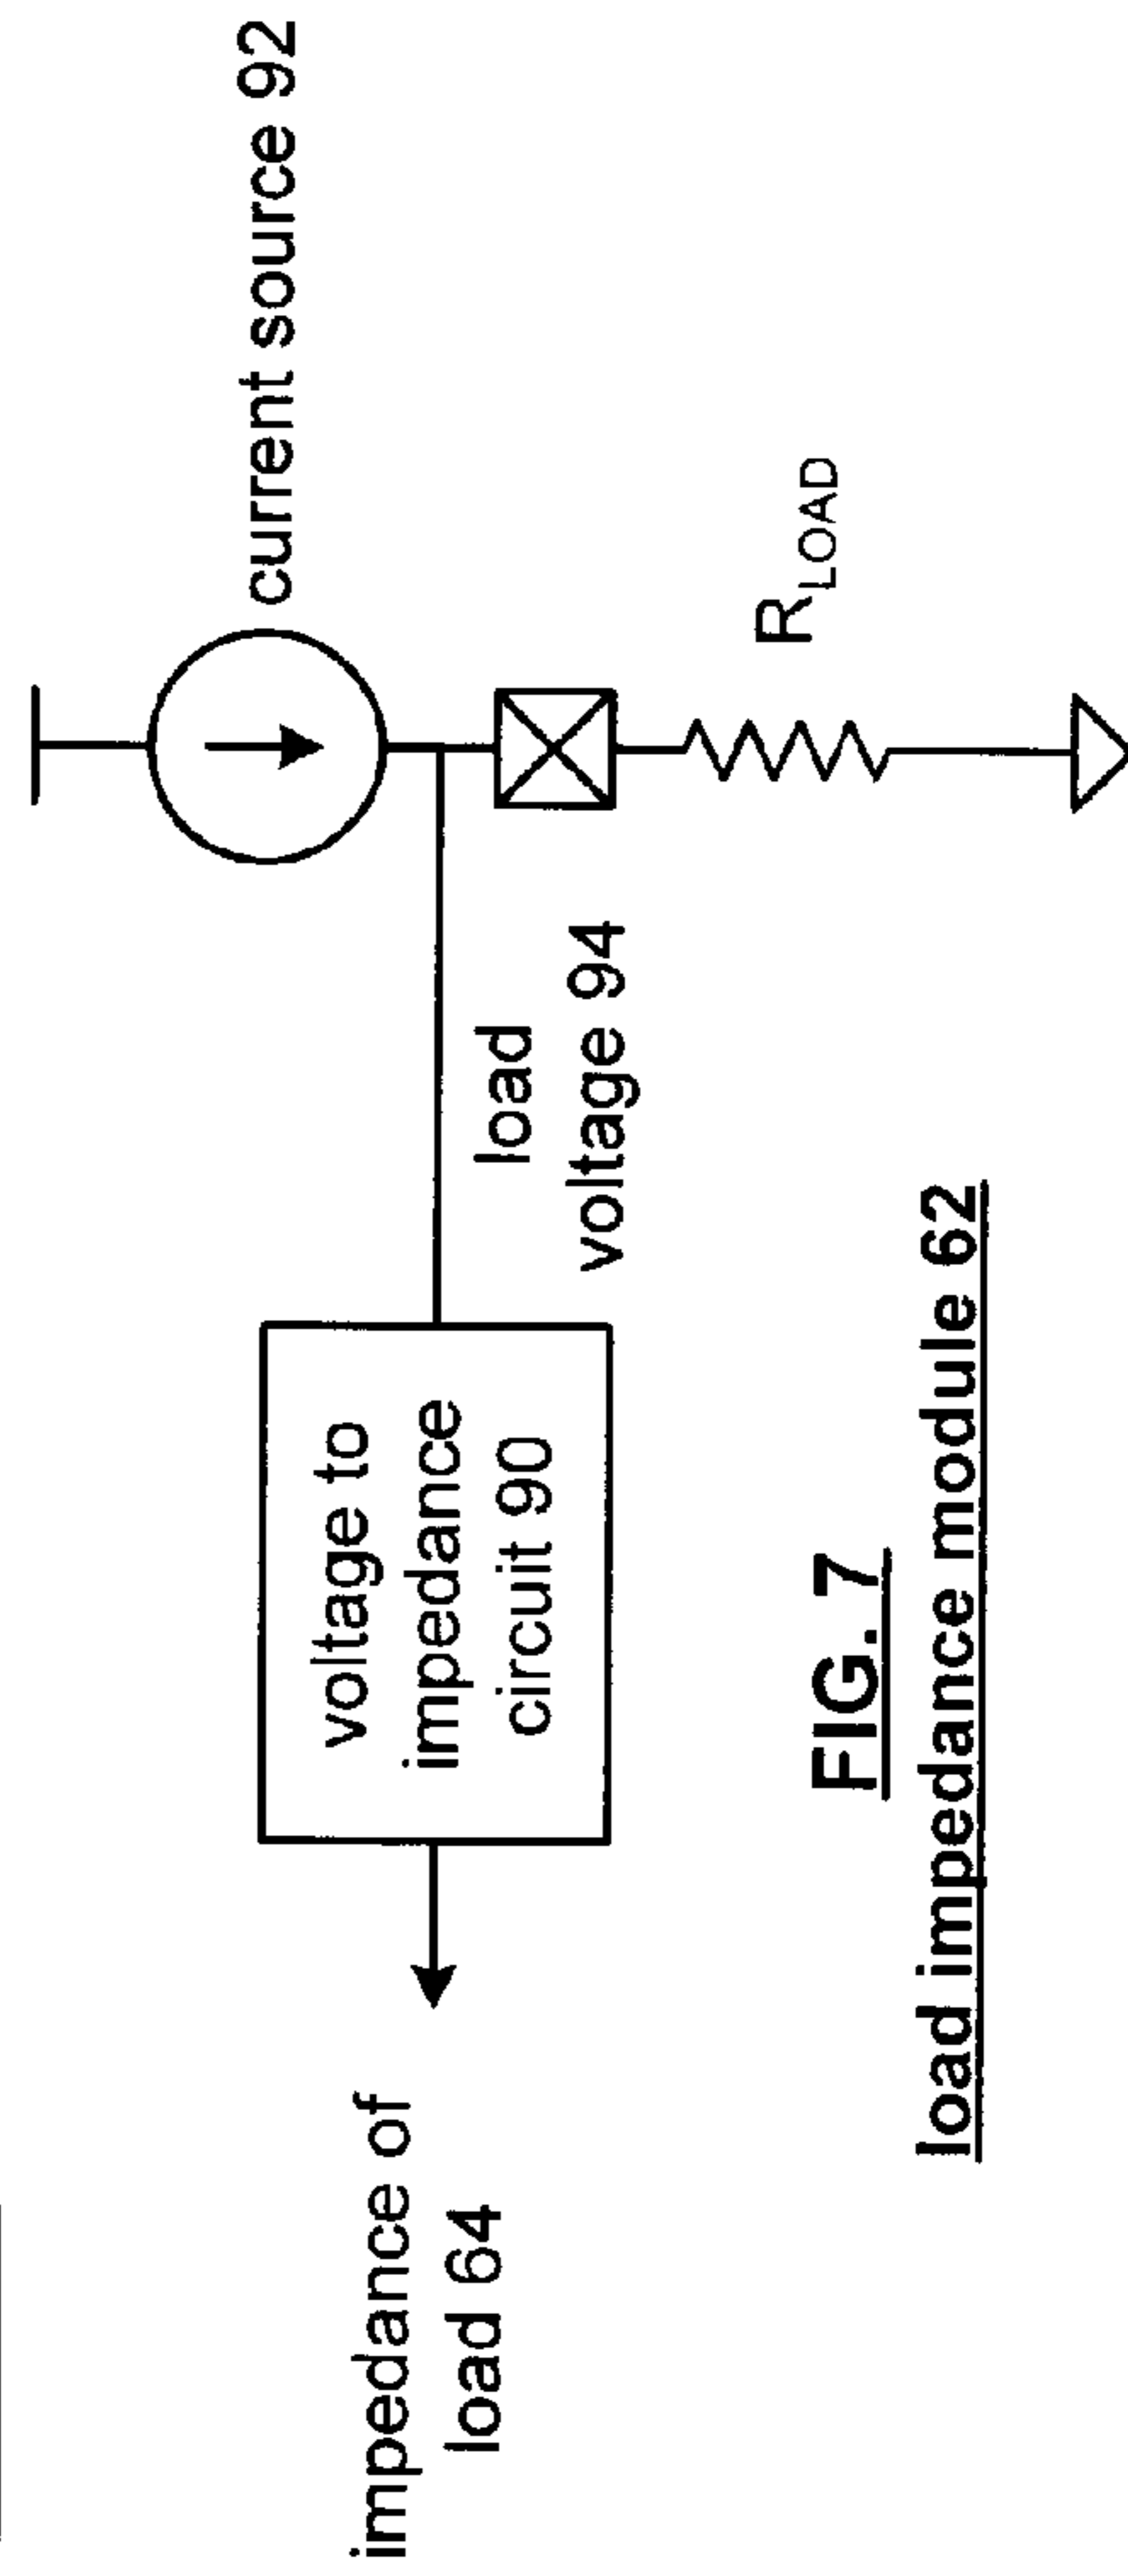 current source 92
R LOAD
load
voltage 94
voltage to
impedance
circuit 90
impedance of
load 64
FIG. 7
load impedance module 62